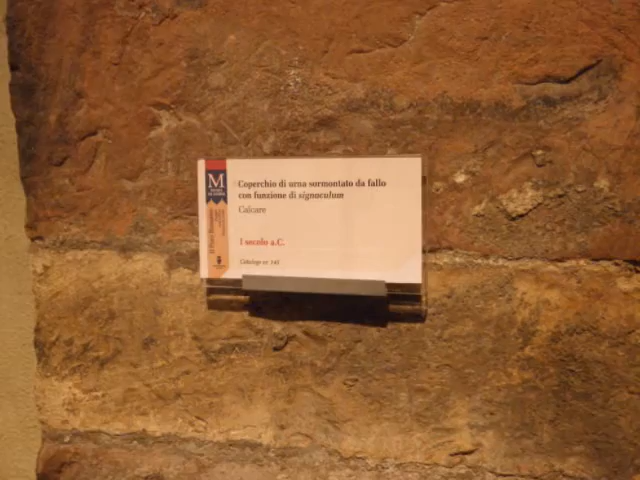 M
Coperchio di urna sormontato da fallo
con funzione di signaculum
Calcare
I secolo a.C.
Catalogo nr. 145